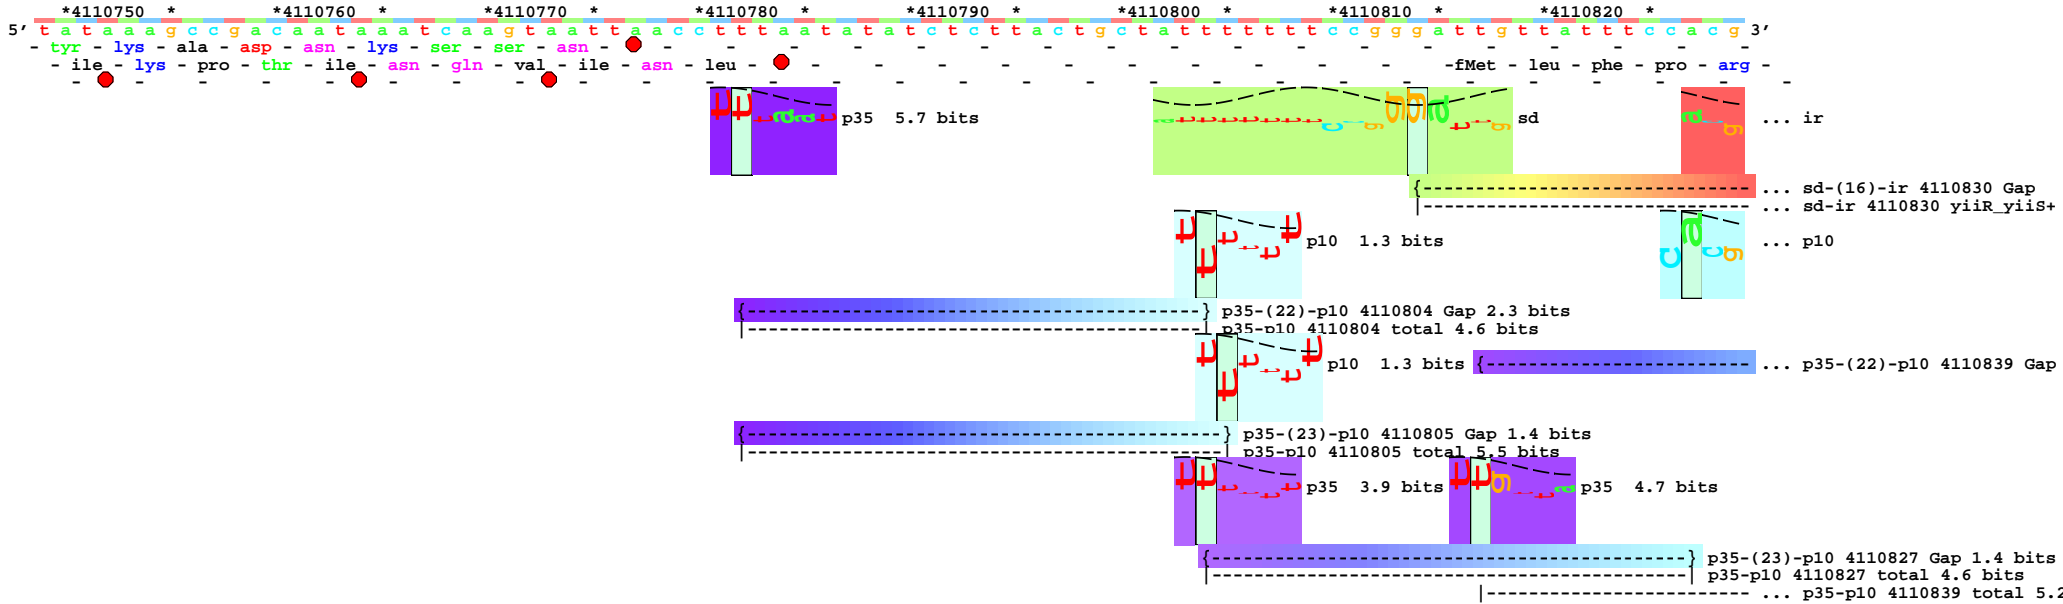 *4110750 * *4110760 * *4110770 * *4110780 * *4110790 * *4110800 * *4110810 * *4110820 *
5' t a t a a a g c c g a c a a t a a a t c a a g t a a t t a a c c t t t a a t a t a t c t c t t a c t g c t a t t t t t t t c c g g g a t t g t t a t t t c c a c g 3'
- tyr - lys - ala - asp - asn - lys - ser - ser - asn - - - - - - - - - - - - - - - - - - -
- ile - lys - pro - thr - ile - asn - gln - val - ile - asn - leu - - - - - - - - - - -fMet - leu - phe - pro - arg -
- - - - - - - - - - - - - - - - - - - - - - - - -
p35 5.7 bits
sd
... ir
{---------------- ... sd-(16)-ir 4110830 Gap
|---------------- ... sd-ir 4110830 yiiR_yiiS+
p10 1.3 bits
... p10
{----------------------} p35-(22)-p10 4110804 Gap 2.3 bits
|----------------------| p35-p10 4110804 total 4.6 bits
p10 1.3 bits
{---------------- ... p35-(22)-p10 4110839 Gap
{----------------------} p35-(23)-p10 4110805 Gap 1.4 bits
|----------------------| p35-p10 4110805 total 5.5 bits
p35 3.9 bits
p35 4.7 bits
{----------------------} p35-(23)-p10 4110827 Gap 1.4 bits
|----------------------| p35-p10 4110827 total 4.6 bits
|---------------- ... p35-p10 4110839 total 5.2